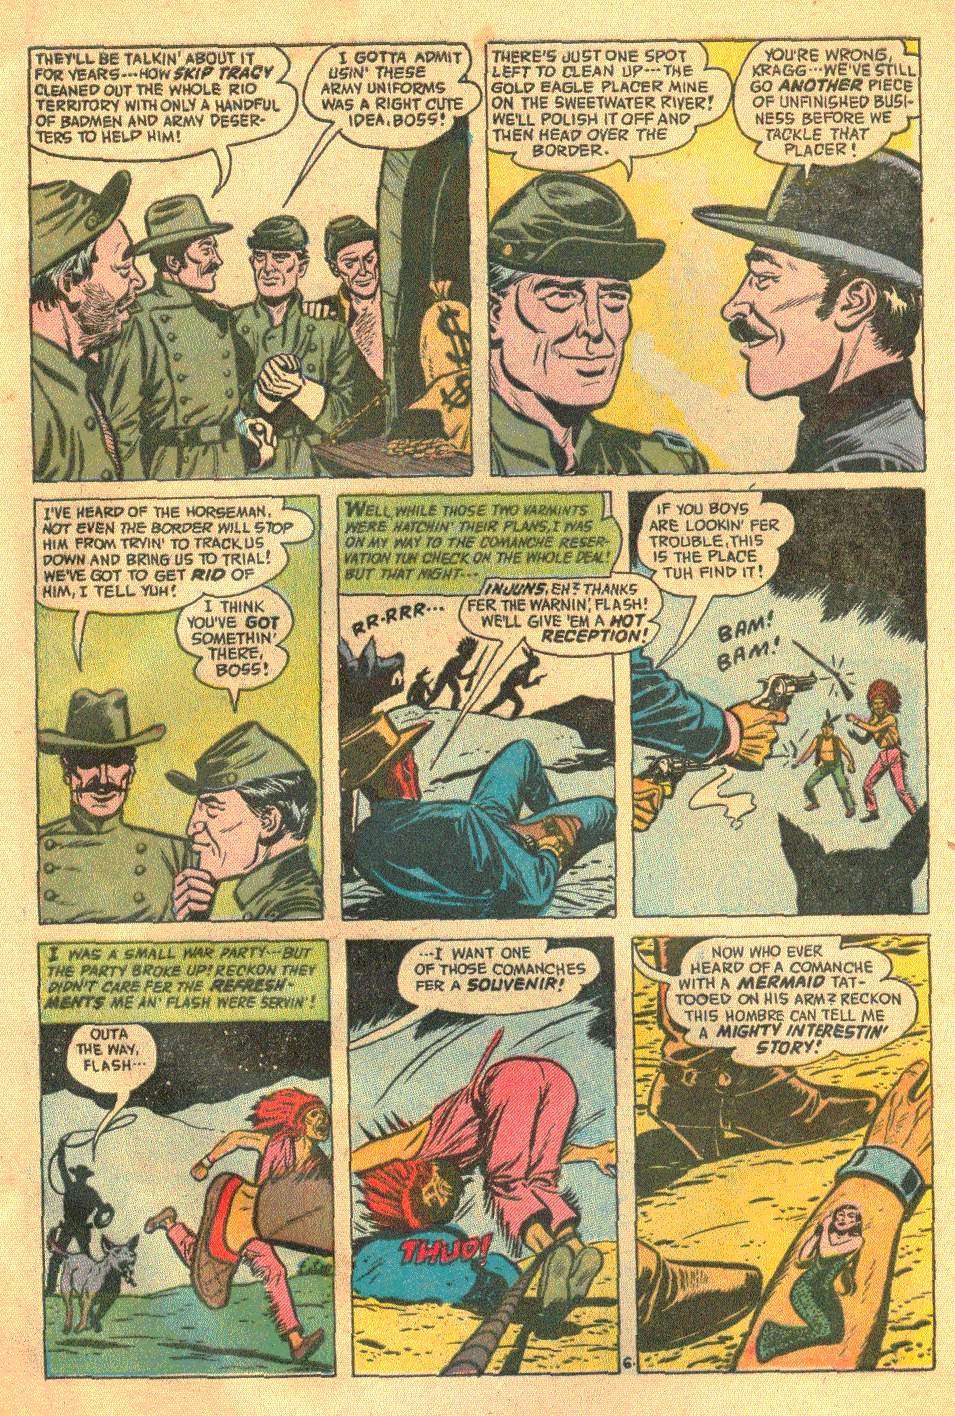 THEY'LL BE TALKIN' ABOUT IT
FOR YEARS---HOW SKIP TRACY
CLEANED OUT THE WHOLE RIO
TERRITORY WITH ONLY A HANDFUL
OF BADMEN AND ARMY DESER-
TERS TO HELP HIM!
I GOTTA ADMIT
USIN' THESE
ARMY UNIFORMS
WAS A RIGHT CUTE
IDEA, BOSS!
THERE'S JUST ONE SPOT
LEFT TO CLEAN UP---THE
GOLD EAGLE PLACER MINE
ON THE SWEETWATER RIVER!
WE'LL POLISH IT OFF AND
THEN HEAD OVER THE
BORDER.
YOU'RE WRONG,
KRAGG---WE'VE STILL
GO ANOTHER PIECE
OF UNFINISHED BUSI-
NESS BEFORE WE
TACKLE THAT
PLACER!
I'VE HEARD OF THE HORSEMAN,
NOT EVEN THE BORDER WILL STOP
HIM FROM TRYIN' TO TRACK US
DOWN AND BRING US TO TRIAL!
WE'VE GOT TO GET RID OF
HIM, I TELL YUH!
I THINK
YOU'VE GOT
SOMETHIN'
THERE,
BOSS!
WELL, WHILE THOSE TWO VARMINTS
WERE HATCHIN' THEIR PLANS, I WAS
ON MY WAY TO THE COMANCHE RESER-
VATION TUH CHECK ON THE WHOLE DEAL!
BUT THAT NIGHT---
RR-RRR...
INJUNS, EH? THANKS
FER THE WARNIN', FLASH!
WE'LL GIVE 'EM A HOT
RECEPTION!
IF YOU BOYS
ARE LOOKIN' FER
TROUBLE, THIS
IS THE PLACE
TUH FIND IT!
BAM!
BAM!
I WAS A SMALL WAR PARTY--BUT
THE PARTY BROKE UP! RECKON THEY
DIDN'T CARE FER THE REFRESH-
MENTS ME AN' FLASH WERE SERVIN'!
OUTA
THE WAY,
FLASH---
---I WANT ONE
OF THOSE COMANCHES
FER A SOUVENIR!
THUD!
6
NOW WHO EVER
HEARD OF A COMANCHE
WITH A MERMAID TAT-
TOOED ON HIS ARM? RECKON
THIS HOMBRE CAN TELL ME
A MIGHTY INTERESTIN'
STORY!
$
$